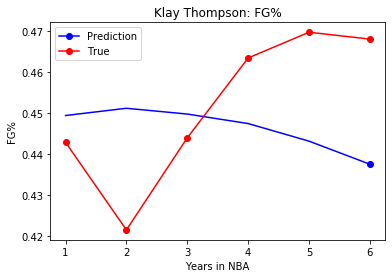 Klay Thompson: FG%
Prediction
True
0.47
0.46
0.45
0.44
0.43
0.42
FG%
1 2 3 4 5 6
Years in NBA